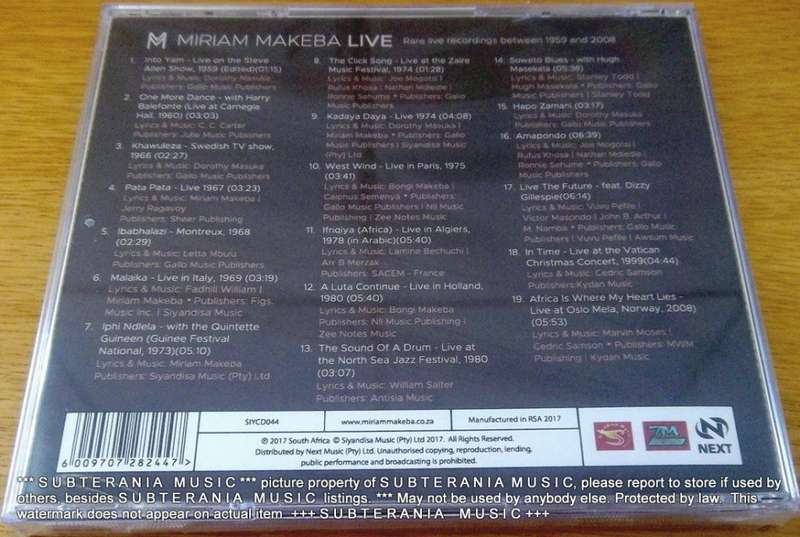 MIRIAM MAKEBA LIVE Rare live recordings between 1959 and 2008
1. Into Yam - Live on the Steve
Allen Show, 1959 (Edited)(01:15)
Lyrics & Music: Dorothy Masuka
Publishers: Gallo Music Publishers
2. One More Dance - with Harry
Balefonte (Live at Carnegie
Hall, 1960) (03:03)
Lyrics & Music: C. C. Carter
Publishers: Julie Music Publishers
3. Khawuleza - Swedish TV show,
1966 (02:27)
Lyrics & Music: Dorothy Masuka
Publishers: Gallo Music Publishers
4. Pata Pata - Live 1967 (03:23)
Lyrics & Music: Miriam Makeba |
Jerry Ragavoy
Publishers: Sheer Publishing
5. Ibabhalazi - Montreux, 1968
(02:29)
Lyrics & Music: Letta Mbulu
Publishers: Gallo Music Publishers
6. Malaika - Live in Italy, 1969 (03:19)
Lyrics & Music: Fadhili William |
Miriam Makeba • Publishers: Figs.
Music Inc. | Siyandisa Music
7. Iphi Ndlela - with the Quintette
Guineen (Guinee Festival
National, 1973)(05:10)
Lyrics & Music: Miriam Makeba
Publishers: Siyandisa Music (Pty) Ltd
8. The Click Song - Live at the Zaire
Music Festival, 1974 (01:28)
Lyrics & Music: Joe Mogotsi |
Rufus Khosa | Nathan Mdledle |
Ronnie Sehume • Publishers: Gallo
Music Publishers
9. Kadaya Daya - Live 1974 (04:08)
Lyrics & Music: Dorothy Masuka |
Miriam Makeba • Publishers: Gallo
Music Publishers | Siyandisa Music
(Pty) Ltd
10. West Wind - Live in Paris, 1975
(03:41)
Lyrics & Music: Bongi Makeba |
Caiphus Semenya • Publishers:
Gallo Music Publishers | Nli Music
Publishing | Zee Notes Music
11. Ifriqiya (Africa) - Live in Algiers,
1978 (in Arabic)(05:40)
Lyrics & Music: Lamine Bechuchi |
Arr B Merzak
Publishers: SACEM - France
12. A Luta Continue - Live in Holland,
1980 (05:40)
Lyrics & Music: Bongi Makeba
Publishers: Nli Music Publishing |
Zee Notes Music
13. The Sound Of A Drum - Live at
the North Sea Jazz Festival, 1980
(03:07)
Lyrics & Music: William Salter
Publishers: Antisia Music
14. Soweto Blues - with Hugh
Masekela (05:38)
Lyrics & Music: Stanley Todd |
Hugh Masekela • Publishers: Gallo
Music Publishers | Stanley Todd
15. Hapo Zamani (03:17)
Lyrics & Music: Dorothy Masuka
Publishers: Gallo Music Publishers
16. Amapondo (06:39)
Lyrics & Music: Joe Mogotsi |
Rufus Khosa | Nathan Mdledle |
Ronnie Sehume • Publishers: Gallo
Music Publishers
17. Live The Future - feat. Dizzy
Gillespie(06:14)
Lyrics & Music: Vuvu Pefile |
Victor Masondo | John B. Arthur |
M. Namba • Publishers: Gallo Music
Publishers | Vuvu Pefile | Awsum Music
18. In Time - Live at the Vatican
Christmas Concert, 1999(04:44)
Lyrics & Music: Cedric Samson
Publishers:Kydan Music
19. Africa Is Where My Heart Lies -
Live at Oslo Mela, Norway, 2008)
(05:53)
Lyrics & Music: Marvin Moses |
Cedric Samson • Publishers: MWM
Publishing | Kydan Music
6 009707 282447 >
SIYCD044
www.miriammakeba.co.za
Manufactured in RSA 2017
℗ 2017 South Africa © Siyandisa Music (Pty) Ltd 2017. All Rights Reserved.
Distributed by Next Music (Pty) Ltd. Unauthorised copying, reproduction, lending,
public performance and broadcasting is prohibited.
NEXT
*** S U B T E R A N I A M U S I C *** picture property of S U B T E R A N I A M U S I C, please report to store if used by
others, besides S U B T E R A N I A M U S I C listings. *** May not be used by anybody else. Protected by law. This
watermark does not appear on actual item +++ S U B T E R A N I A M U S I C +++